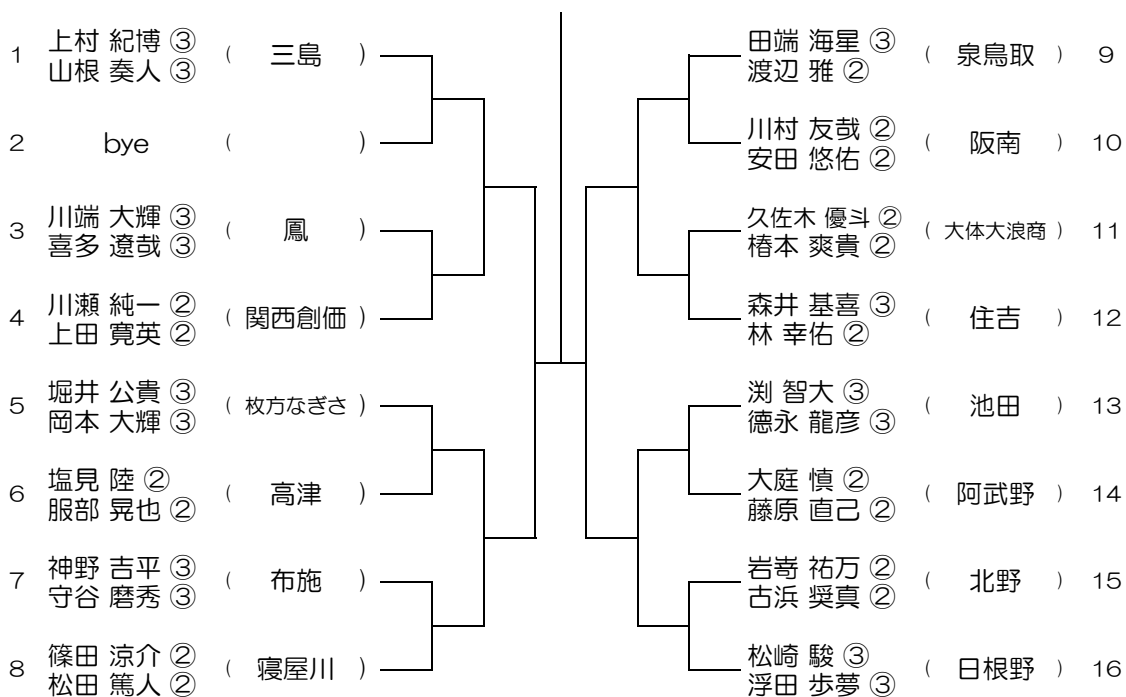 1 上村 紀博 ③ ( 三島 )
山根 奏人 ③
2 bye ( )
3 川端 大輝 ③ ( 鳳 )
喜多 遼哉 ③
4 川瀬 純一 ② ( 関西創価 )
上田 寛英 ②
5 堀井 公貴 ③ ( 枚方なぎさ )
岡本 大輝 ③
6 塩見 陸 ② ( 高津 )
服部 晃也 ②
7 神野 吉平 ③ ( 布施 )
守谷 磨秀 ③
8 篠田 涼介 ② ( 寝屋川 )
松田 篤人 ②
田端 海星 ③ ( 泉鳥取 ) 9
渡辺 雅 ②
川村 友哉 ② ( 阪南 ) 10
安田 悠佑 ②
久佐木 優斗 ② ( 大体大浪商 ) 11
椿本 爽貴 ②
森井 基喜 ③ ( 住吉 ) 12
林 幸佑 ②
渕 智大 ③ ( 池田 ) 13
德永 龍彦 ③
大庭 慎 ② ( 阿武野 ) 14
藤原 直己 ②
岩嵜 祐万 ② ( 北野 ) 15
古浜 奨真 ②
松崎 駿 ③ ( 日根野 ) 16
浮田 歩夢 ③